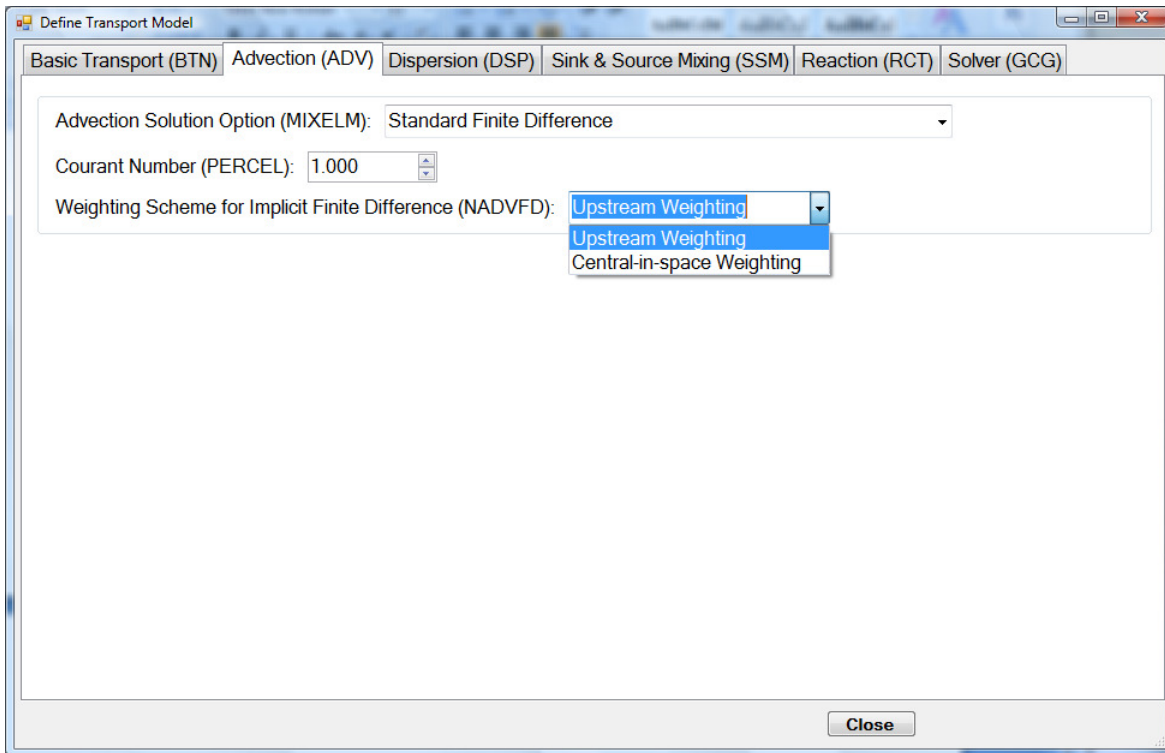 Define Transport Model
Basic Transport (BTN) Advection (ADV) Dispersion (DSP) Sink & Source Mixing (SSM) Reaction (RCT) Solver (GCG)
Advection Solution Option (MIXELM): Standard Finite Difference
Courant Number (PERCEL): 1.000
Weighting Scheme for Implicit Finite Difference (NADVFD): Upstream Weighting
Upstream Weighting
Central-in-space Weighting
Close